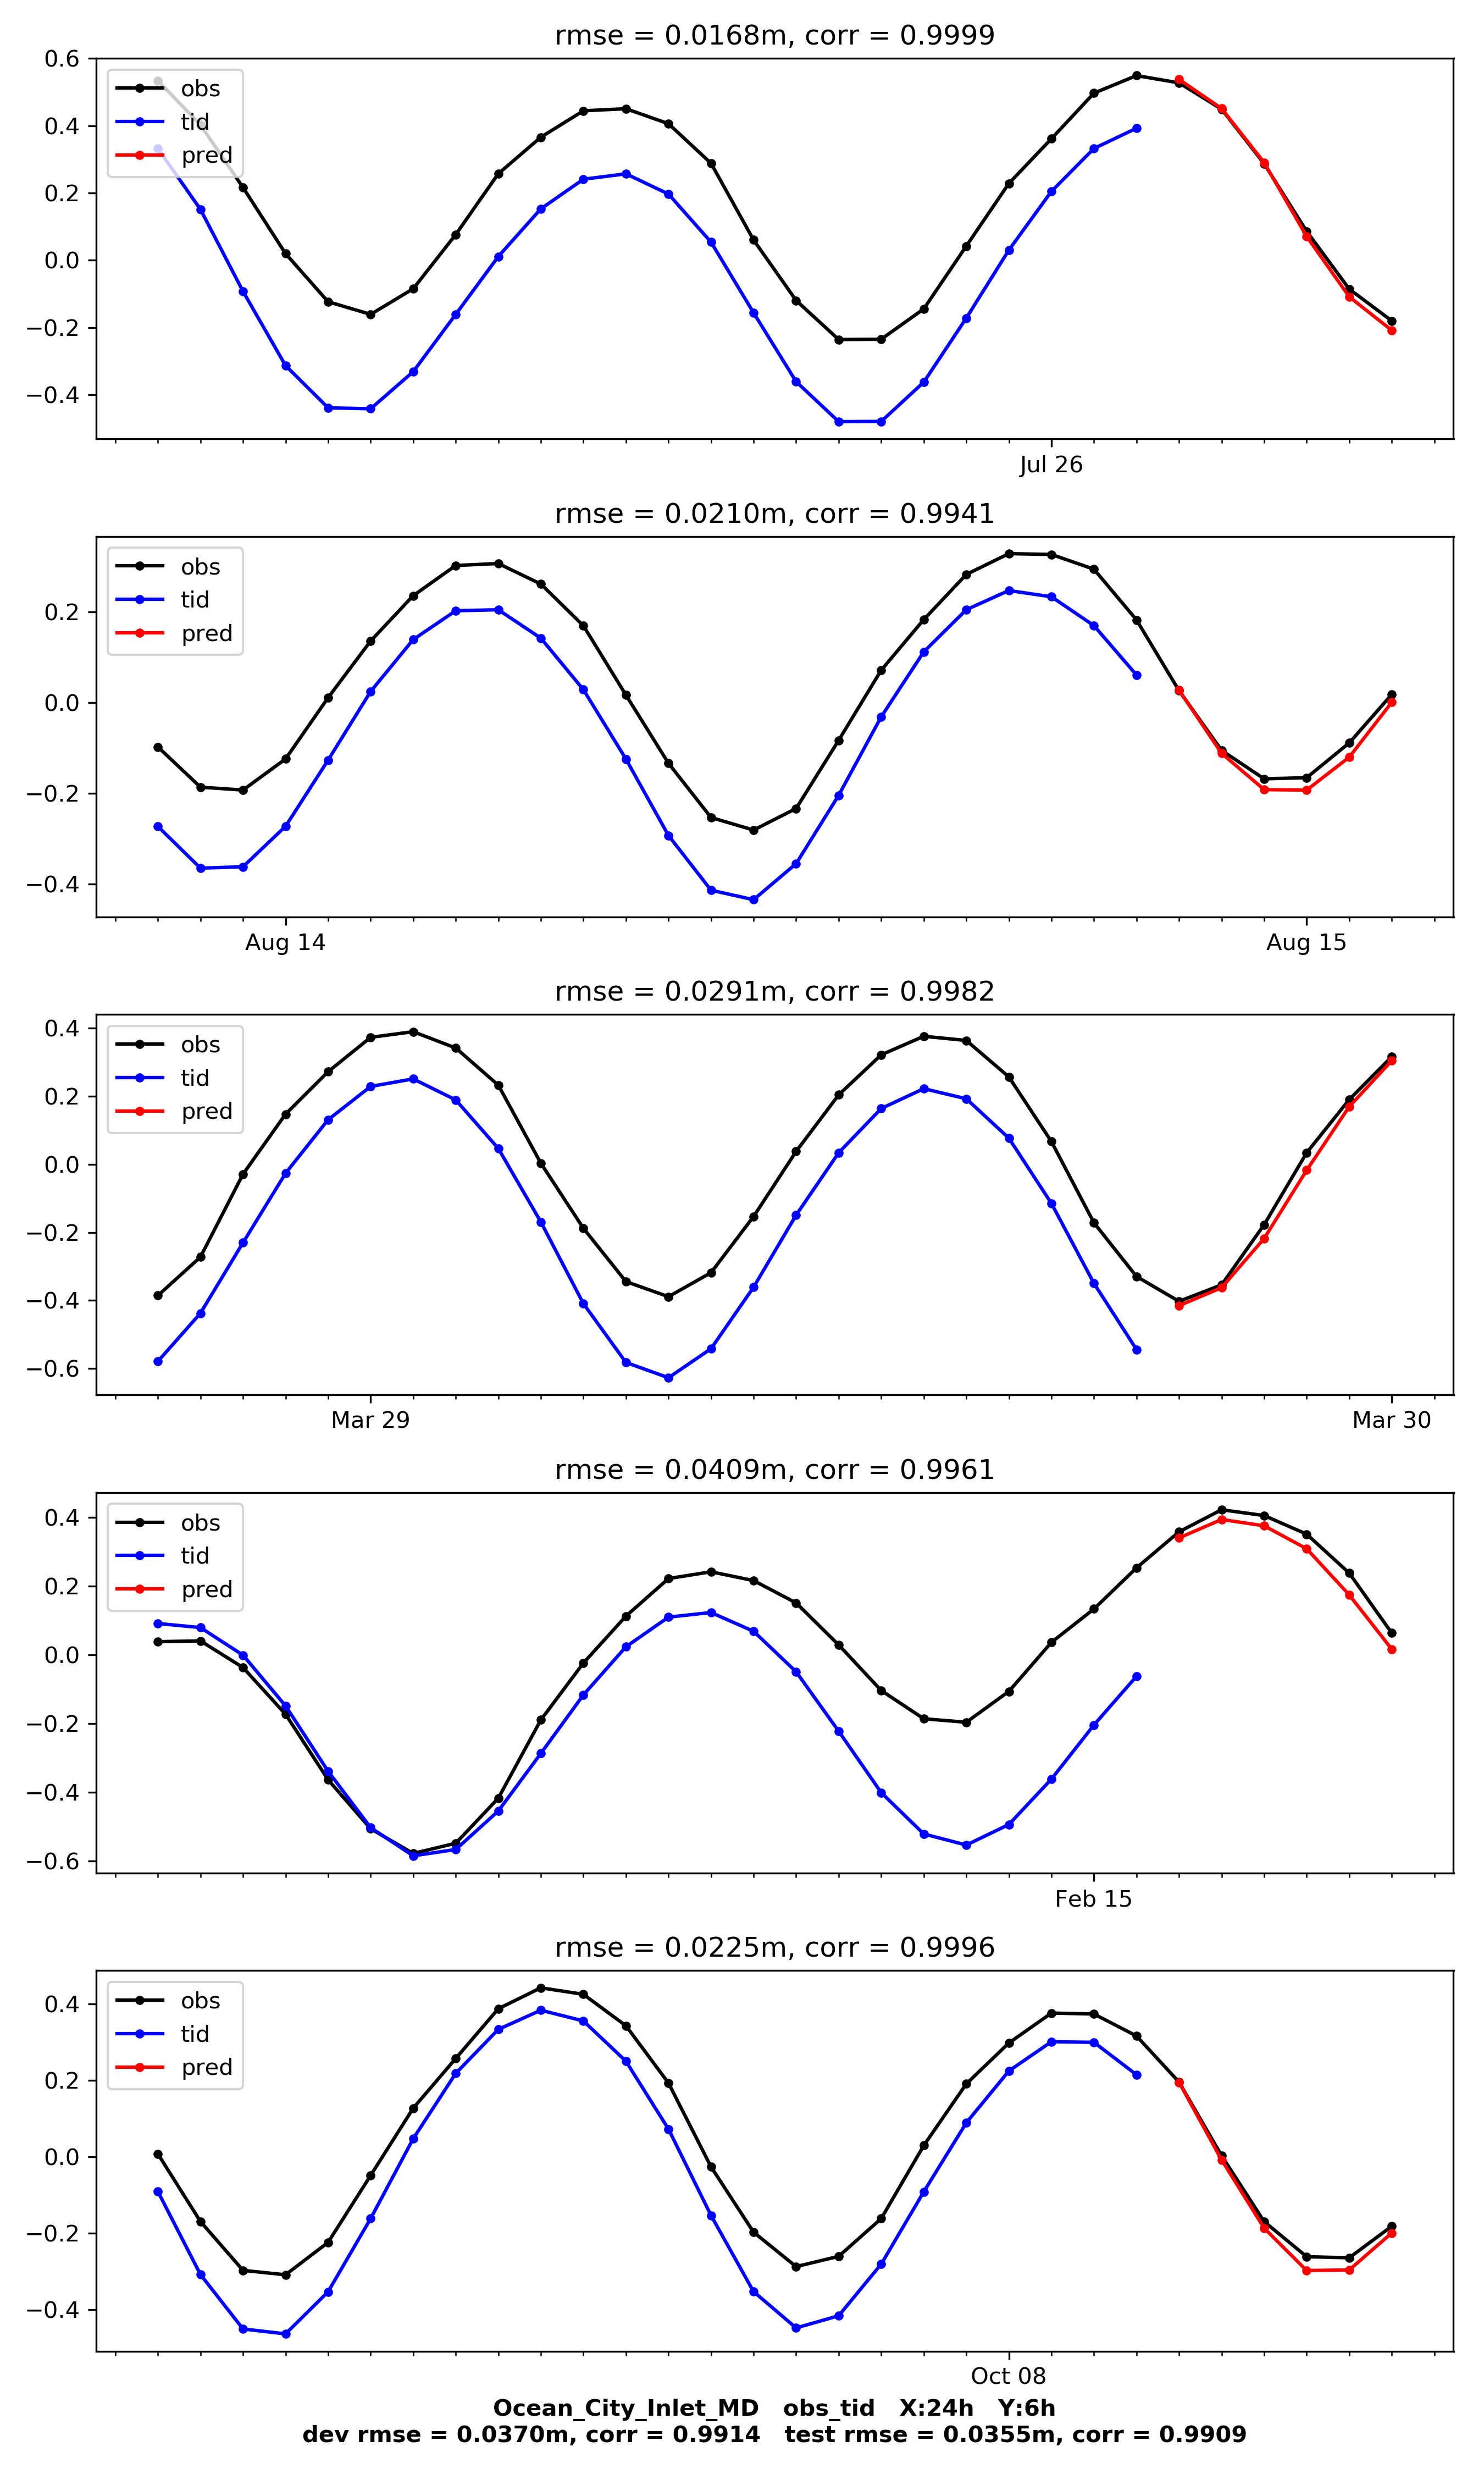 rmse = 0.0168m, corr = 0.9999
0.6
0.4
0.2
0.0
−0.2
−0.4
obs
tid
pred
Jul 26
rmse = 0.0210m, corr = 0.9941
0.2
0.0
−0.2
−0.4
obs
tid
pred
Aug 14
Aug 15
rmse = 0.0291m, corr = 0.9982
0.4
0.2
0.0
−0.2
−0.4
−0.6
obs
tid
pred
Mar 29
Mar 30
rmse = 0.0409m, corr = 0.9961
0.4
0.2
0.0
−0.2
−0.4
−0.6
obs
tid
pred
Feb 15
rmse = 0.0225m, corr = 0.9996
0.4
0.2
0.0
−0.2
−0.4
obs
tid
pred
Oct 08
Ocean_City_Inlet_MD obs_tid X:24h Y:6h
dev rmse = 0.0370m, corr = 0.9914 test rmse = 0.0355m, corr = 0.9909